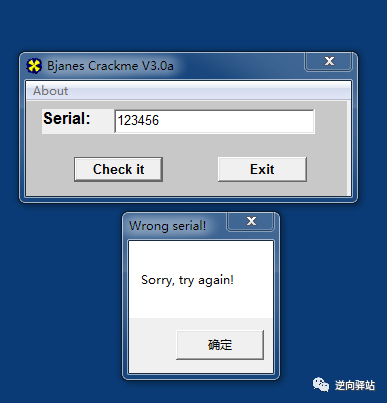 Bjanes Crackme V3.0a
About
Serial:
123456
Check it
Exit
Wrong serial!
Sorry, try again!
确定
逆向驿站